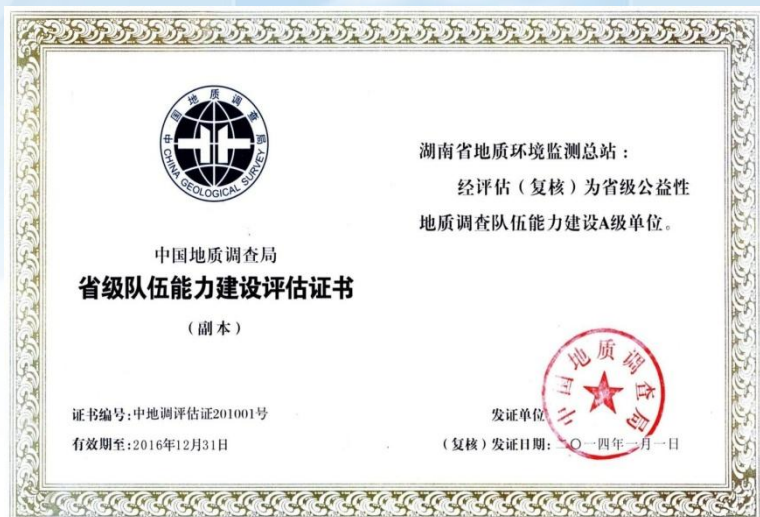 中国地质调查局
CHINA GEOLOGICAL SURVEY
中国地质调查局
省级队伍能力建设评估证书
（副本）
证书编号:中地调评估证201001号
有效期至:2016年12月31日
湖南省地质环境监测总站：
经评估（复核）为省级公益性
地质调查队伍能力建设A级单位。
中国地质调查局
发证单位
（复核）发证日期:二〇一四年一月一日